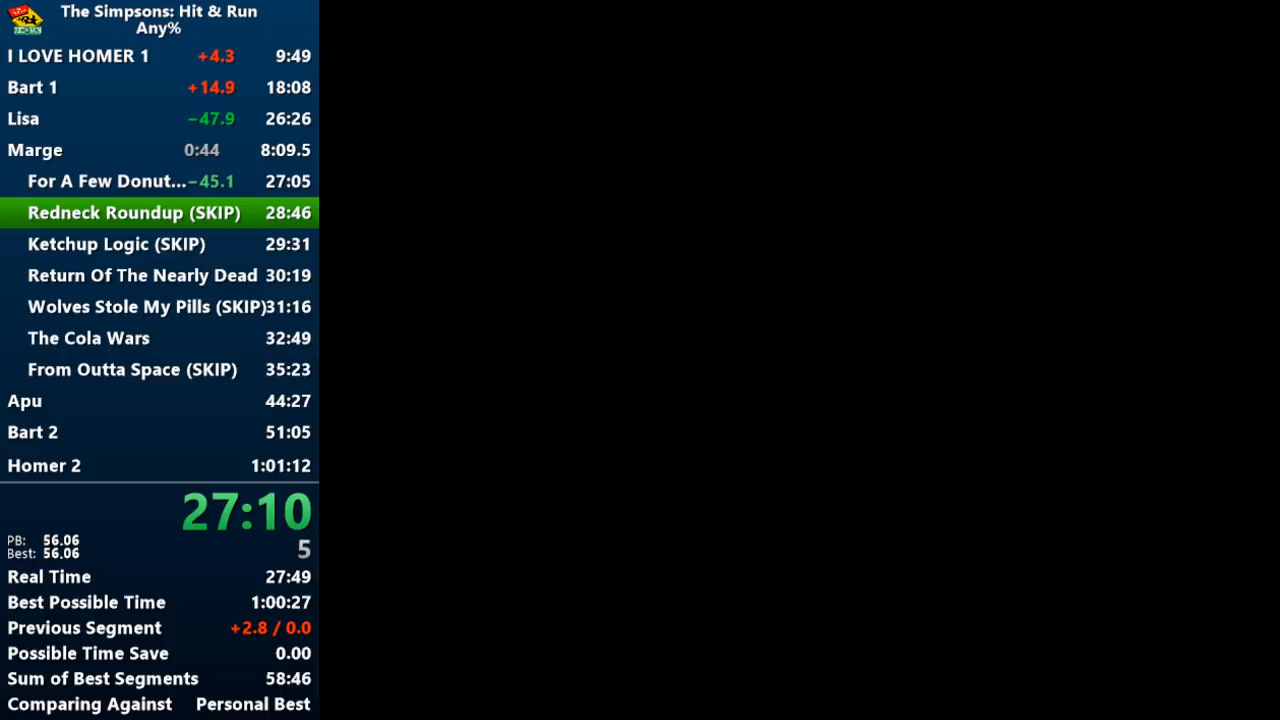 The Simpsons: Hit & Run
Any%
I LOVE HOMER 1 +4.3 9:49
Bart 1 +14.9 18:08
Lisa −47.9 26:26
Marge 0:44 8:09.5
For A Few Donut... −45.1 27:05
Redneck Roundup (SKIP) 28:46
Ketchup Logic (SKIP) 29:31
Return Of The Nearly Dead 30:19
Wolves Stole My Pills (SKIP) 31:16
The Cola Wars 32:49
From Outta Space (SKIP) 35:23
Apu 44:27
Bart 2 51:05
Homer 2 1:01:12
27:10
PB: 56.06
Best: 56.06 5
Real Time 27:49
Best Possible Time 1:00:27
Previous Segment +2.8 / 0.0
Possible Time Save 0.00
Sum of Best Segments 58:46
Comparing Against Personal Best